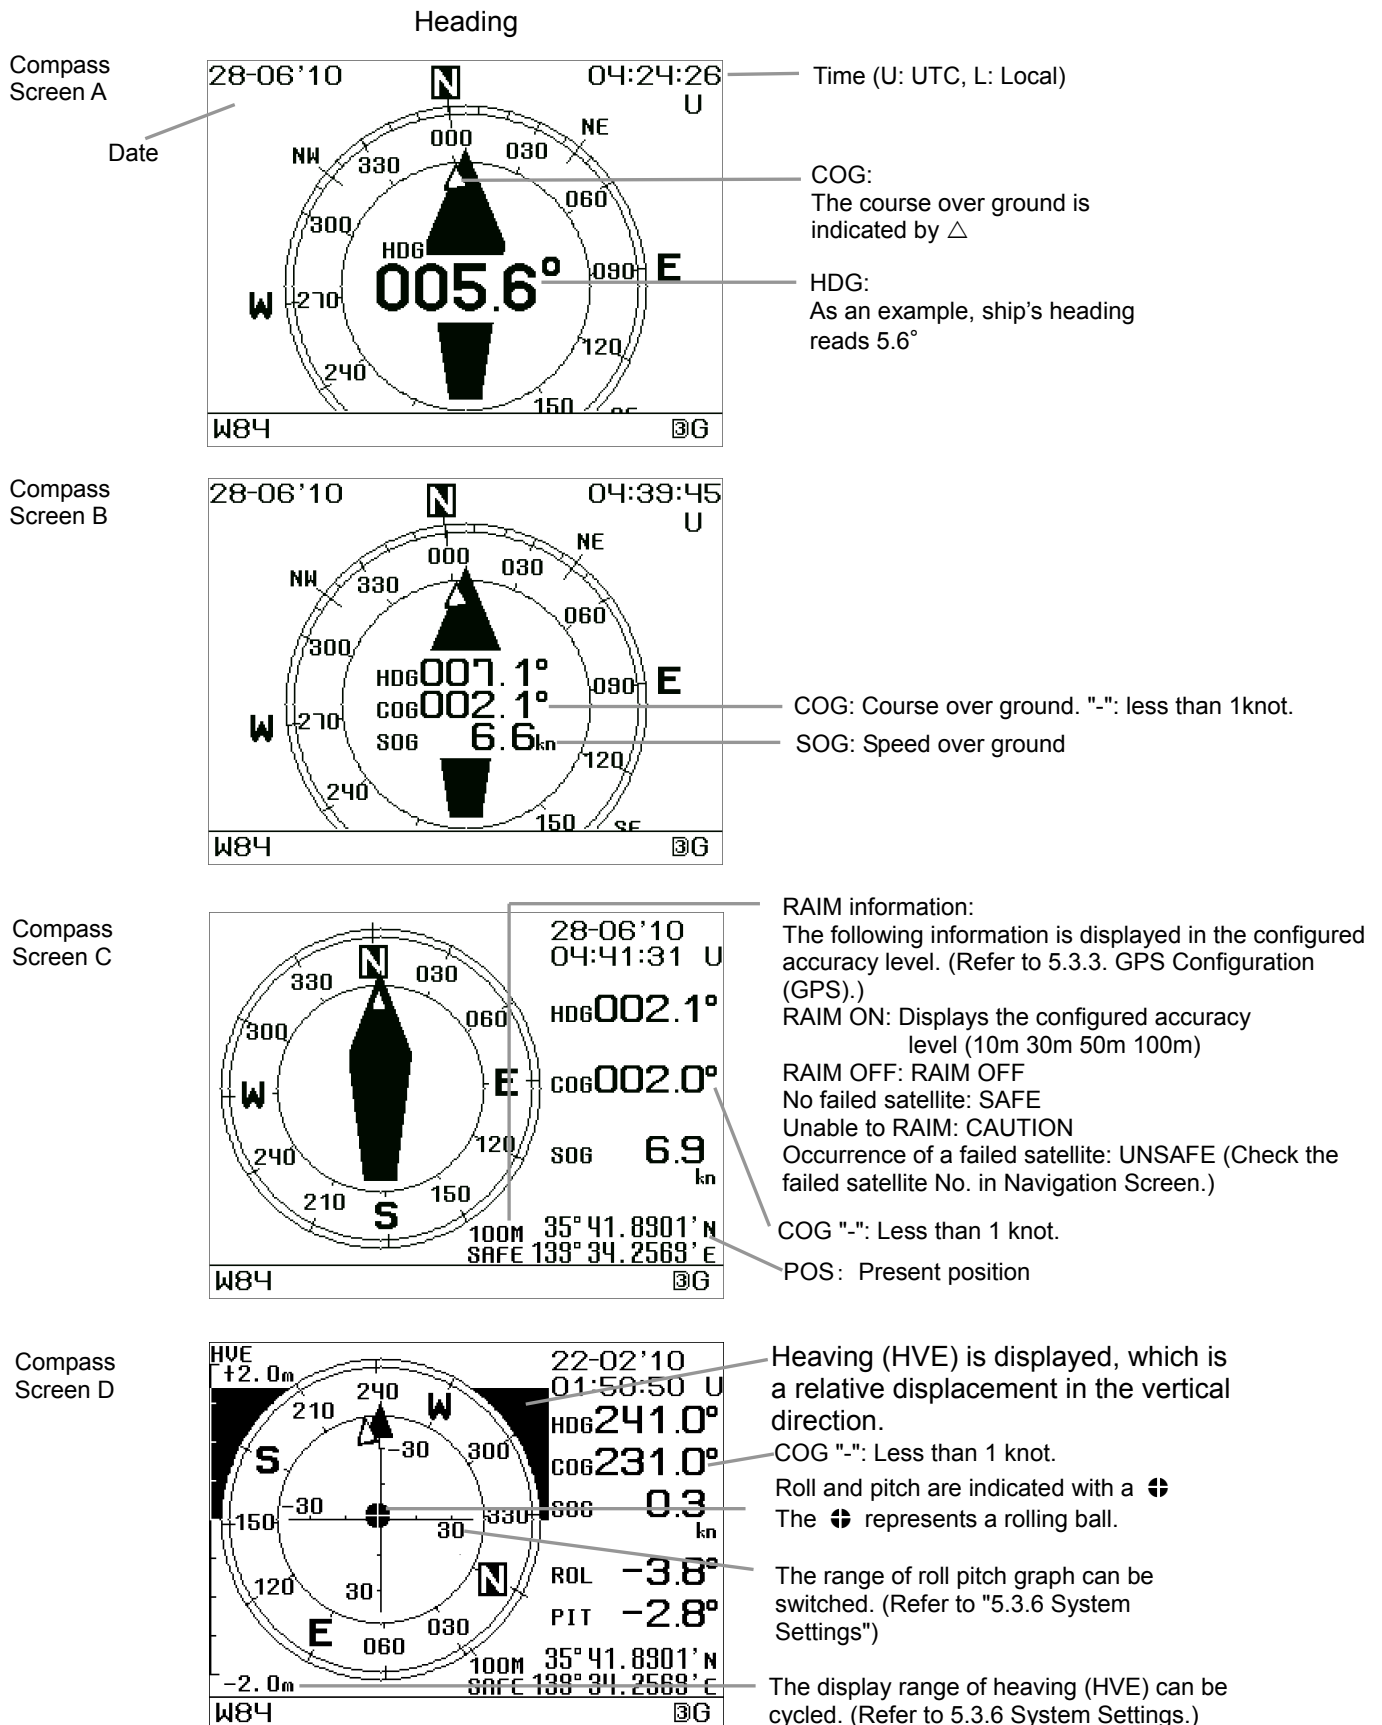 Heading
Compass
Screen A
28-06'10
N
04:24:26
U
Time (U: UTC, L: Local)
Date
NW
330
000
030
NE
COG:
The course over ground is
indicated by △
300
060
HDG
005.6°
W
270
090
E
HDG:
As an example, ship's heading
reads 5.6°
240
120
150
W84
3G
Compass
Screen B
28-06'10
N
04:39:45
U
NW
330
000
030
NE
300
060
HDG007.1°
COG002.1°
SOG 6.6kn
W
270
090
E
COG: Course over ground. "-": less than 1knot.
SOG: Speed over ground
240
120
150
SE
W84
3G
Compass
Screen C
28-06'10
04:41:31 U
N
330
030
300
060
W
E
240
120
210
150
S
HDG002.1°
COG002.0°
SOG 6.9
kn
100M 35°41.8901'N
SAFE 139°34.2569'E
W84
3G
RAIM information:
The following information is displayed in the configured
accuracy level. (Refer to 5.3.3. GPS Configuration
(GPS).)
RAIM ON: Displays the configured accuracy
level (10m 30m 50m 100m)
RAIM OFF: RAIM OFF
No failed satellite: SAFE
Unable to RAIM: CAUTION
Occurrence of a failed satellite: UNSAFE (Check the
failed satellite No. in Navigation Screen.)
COG "-": Less than 1 knot.
POS: Present position
Compass
Screen D
HVE
+2.0m
22-02'10
01:50:50 U
240
210
W
S
300
-30
-30
150
330
30
120
30
N
E
060
030
HDG241.0°
COG231.0°
SOG 0.3
kn
ROL -3.8°
PIT -2.8°
100M 35°41.8901'N
SAFE 139°34.2569'E
-2.0m
W84
3G
Heaving (HVE) is displayed, which is
a relative displacement in the vertical
direction.
COG "-": Less than 1 knot.
Roll and pitch are indicated with a
The represents a rolling ball.
The range of roll pitch graph can be
switched. (Refer to "5.3.6 System
Settings")
The display range of heaving (HVE) can be
cycled. (Refer to 5.3.6 System Settings.)